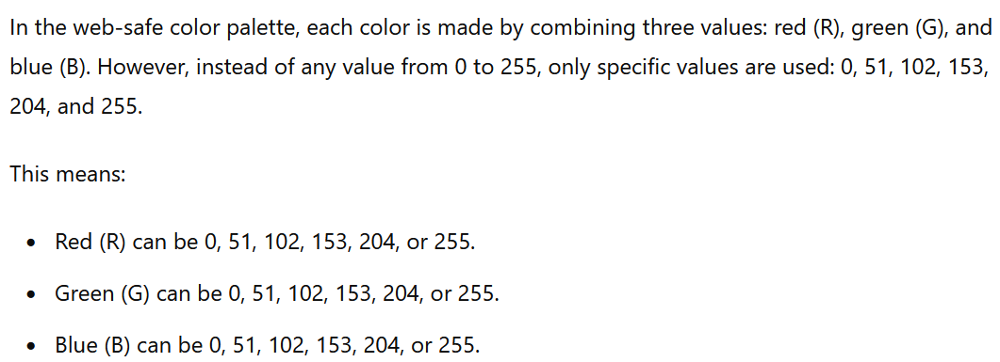 In the web-safe color palette, each color is made by combining three values: red (R), green (G), and
blue (B). However, instead of any value from 0 to 255, only specific values are used: 0, 51, 102, 153,
204, and 255.
This means:
• Red (R) can be 0, 51, 102, 153, 204, or 255.
• Green (G) can be 0, 51, 102, 153, 204, or 255.
• Blue (B) can be 0, 51, 102, 153, 204, or 255.